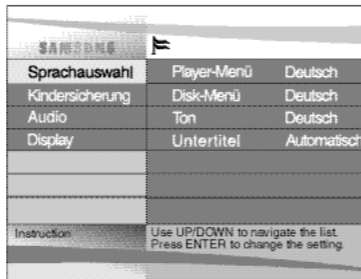 SAMSUNG
Sprachauswahl Player-Menü Deutsch
Kindersicherung Disk-Menü Deutsch
Audio Ton Deutsch
Display Untertitel Automatisch
Instruction Use UP/DOWN to navigate the list.
Press ENTER to change the setting.